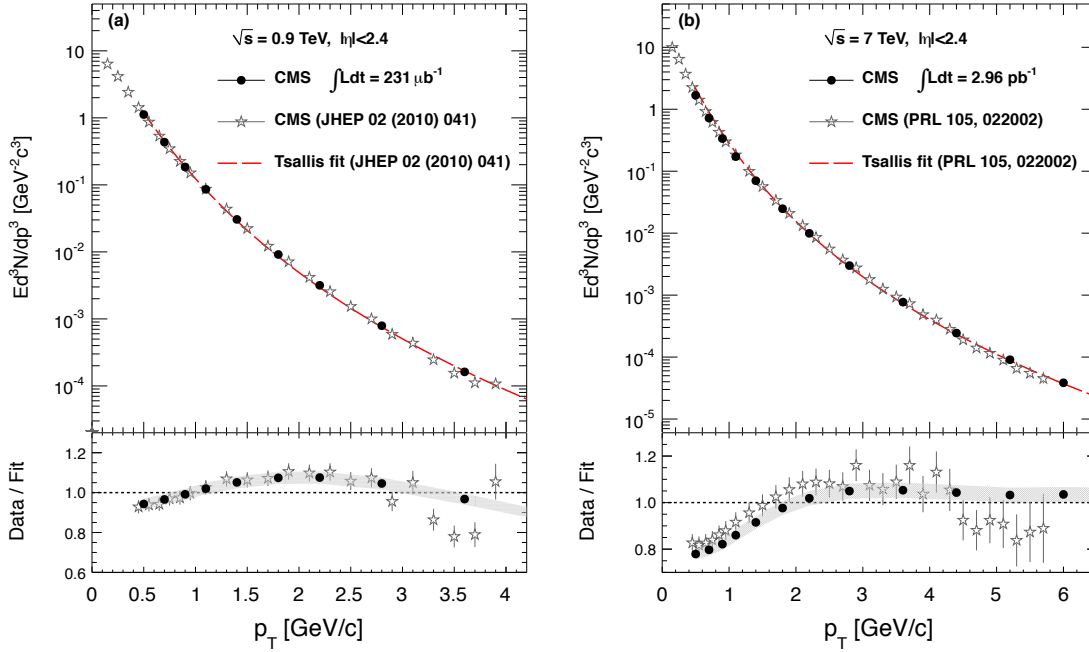 (a)
√s = 0.9 TeV, |η|<2.4
CMS ∫Ldt = 231 μb⁻¹
CMS (JHEP 02 (2010) 041)
Tsallis fit (JHEP 02 (2010) 041)
Ed³N/dp³ [GeV⁻²c³]
10
1
10⁻¹
10⁻²
10⁻³
10⁻⁴
Data / Fit
1.2
1.0
0.8
0.6
0 0.5 1 1.5 2 2.5 3 3.5 4
p_T [GeV/c]
(b)
√s = 7 TeV, |η|<2.4
CMS ∫Ldt = 2.96 pb⁻¹
CMS (PRL 105, 022002)
Tsallis fit (PRL 105, 022002)
Ed³N/dp³ [GeV⁻²c³]
10
1
10⁻¹
10⁻²
10⁻³
10⁻⁴
10⁻⁵
Data / Fit
1.2
1.0
0.8
0 1 2 3 4 5 6
p_T [GeV/c]